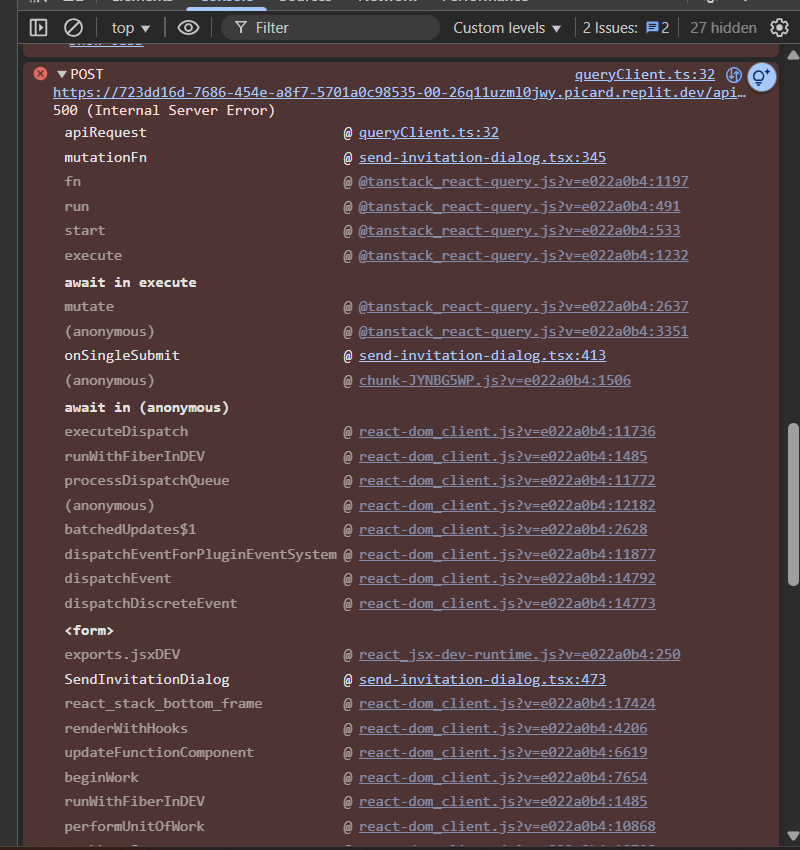 top ▼ Filter Custom levels ▼ 2 Issues: 2 27 hidden
▼POST queryClient.ts:32
https://723dd16d-7686-454e-a8f7-5701a0c98535-00-26q11uzml0jwy.picard.replit.dev/api…
500 (Internal Server Error)
apiRequest @ queryClient.ts:32
mutationFn @ send-invitation-dialog.tsx:345
fn @ @tanstack_react-query.js?v=e022a0b4:1197
run @ @tanstack_react-query.js?v=e022a0b4:491
start @ @tanstack_react-query.js?v=e022a0b4:533
execute @ @tanstack_react-query.js?v=e022a0b4:1232
await in execute
mutate @ @tanstack_react-query.js?v=e022a0b4:2637
(anonymous) @ @tanstack_react-query.js?v=e022a0b4:3351
onSingleSubmit @ send-invitation-dialog.tsx:413
(anonymous) @ chunk-JYNBG5WP.js?v=e022a0b4:1506
await in (anonymous)
executeDispatch @ react-dom_client.js?v=e022a0b4:11736
runWithFiberInDEV @ react-dom_client.js?v=e022a0b4:1485
processDispatchQueue @ react-dom_client.js?v=e022a0b4:11772
(anonymous) @ react-dom_client.js?v=e022a0b4:12182
batchedUpdates$1 @ react-dom_client.js?v=e022a0b4:2628
dispatchEventForPluginEventSystem @ react-dom_client.js?v=e022a0b4:11877
dispatchEvent @ react-dom_client.js?v=e022a0b4:14792
dispatchDiscreteEvent @ react-dom_client.js?v=e022a0b4:14773
<form>
exports.jsxDEV @ react_jsx-dev-runtime.js?v=e022a0b4:250
SendInvitationDialog @ send-invitation-dialog.tsx:473
react_stack_bottom_frame @ react-dom_client.js?v=e022a0b4:17424
renderWithHooks @ react-dom_client.js?v=e022a0b4:4206
updateFunctionComponent @ react-dom_client.js?v=e022a0b4:6619
beginWork @ react-dom_client.js?v=e022a0b4:7654
runWithFiberInDEV @ react-dom_client.js?v=e022a0b4:1485
performUnitOfWork @ react-dom_client.js?v=e022a0b4:10868